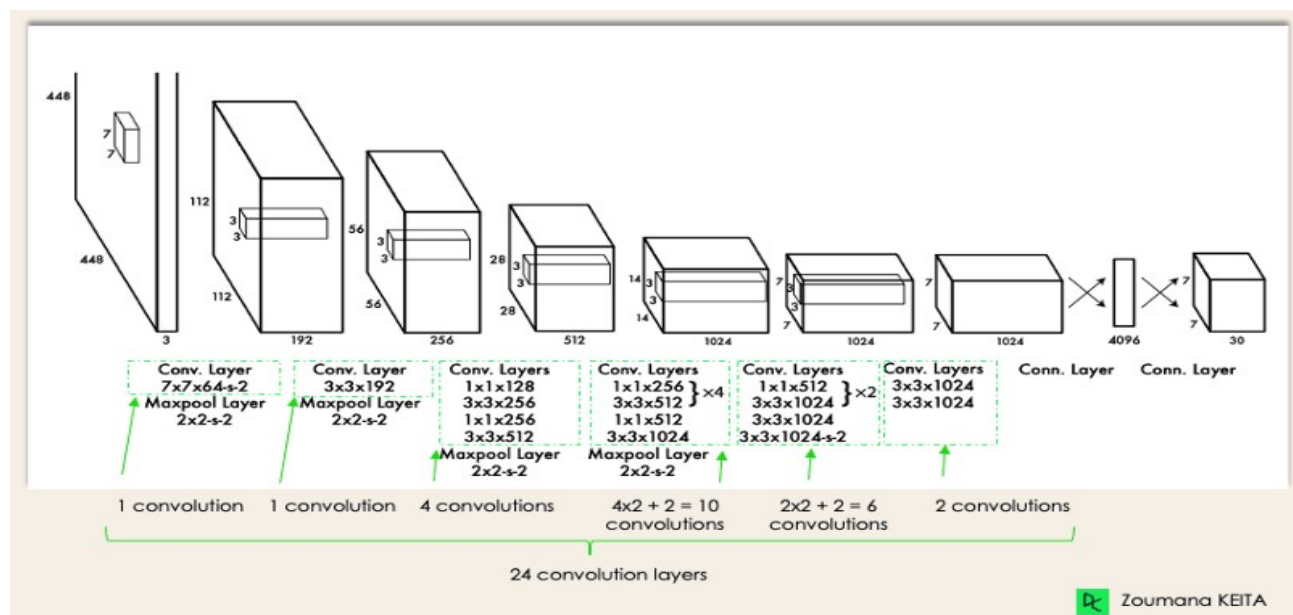 448
7
7
448
3
112
3
3
112
192
56
3
3
56
256
28
3
3
28
512
14
3
3
14
1024
7
3
3
7
1024
7
7
1024
4096
7
7
30
Conv. Layer
7x7x64-s-2
Maxpool Layer
2x2-s-2
Conv. Layer
3x3x192
Maxpool Layer
2x2-s-2
Conv. Layers
1x1x128
3x3x256
1x1x256
3x3x512
Maxpool Layer
2x2-s-2
Conv. Layers
1x1x256
3x3x512
}×4
1x1x512
3x3x1024
Maxpool Layer
2x2-s-2
Conv. Layers
1x1x512
3x3x1024
}×2
3x3x1024
3x3x1024-s-2
Conv. Layers
3x3x1024
3x3x1024
Conn. Layer
Conn. Layer
1 convolution
1 convolution
4 convolutions
4x2 + 2 = 10
convolutions
2x2 + 2 = 6
convolutions
2 convolutions
24 convolution layers
DC Zoumana KEITA